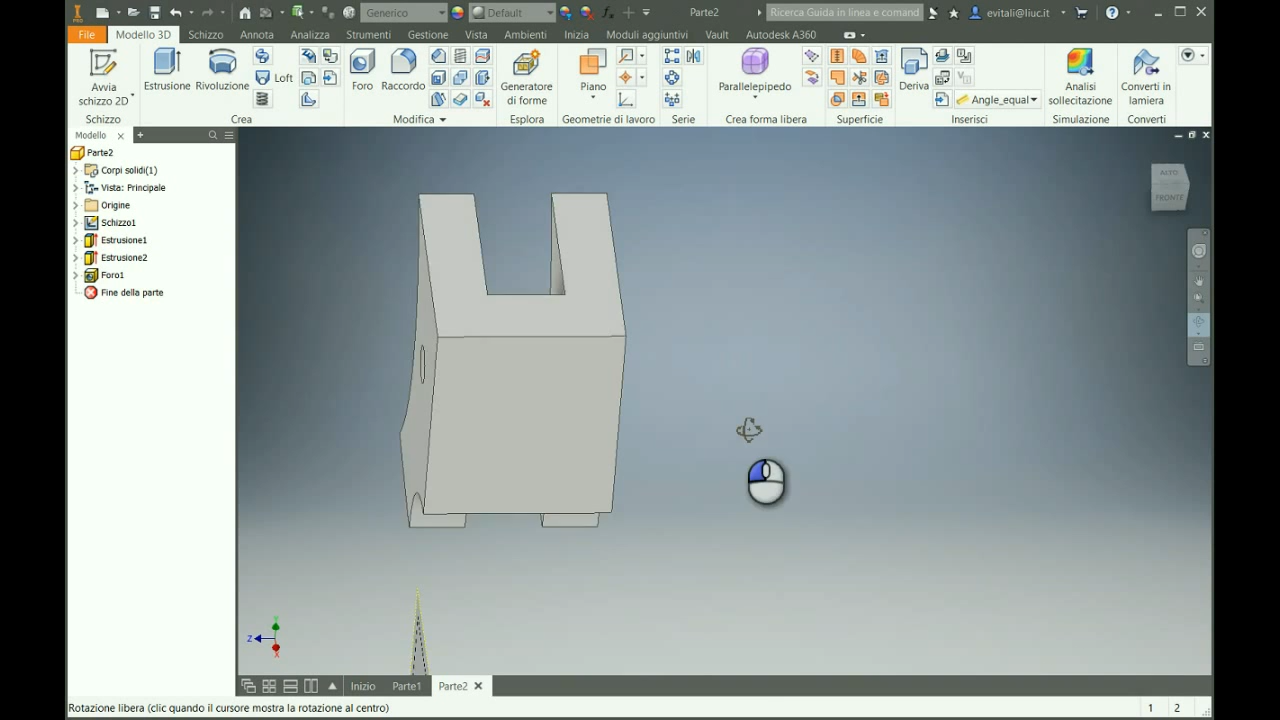 Generico
Default
Parte2
Ricerca Guida in linea e comand
evitali@liuc.it
File
Modello 3D
Schizzo
Annota
Analizza
Strumenti
Gestione
Vista
Ambienti
Inizia
Moduli aggiuntivi
Vault
Autodesk A360
Avvia
schizzo 2D
Estrusione
Rivoluzione
Loft
Foro
Raccordo
Generatore
di forme
Piano
Parallelepipedo
Deriva
Angle_equal
Analisi
sollecitazione
Converti in
lamiera
Schizzo
Crea
Modifica
Esplora
Geometrie di lavoro
Serie
Crea forma libera
Superficie
Inserisci
Simulazione
Converti
Modello
Parte2
Corpi solidi(1)
Vista: Principale
Origine
Schizzo1
Estrusione1
Estrusione2
Foro1
Fine della parte
ALTO
FRONTE
Z
Inizio
Parte1
Parte2
Rotazione libera (clic quando il cursore mostra la rotazione al centro)
1
2